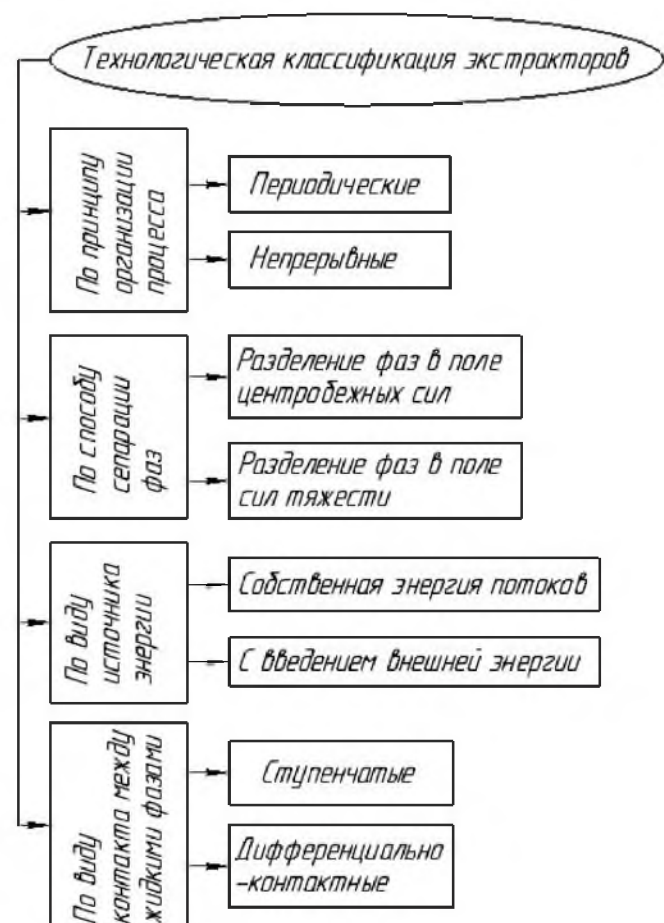 Технологическая классификация экстракторов
По принципу
организации
процесса
Периодические
Непрерывные
По способу
сепарации
фаз
Разделение фаз в поле
центробежных сил
Разделение фаз в поле
сил тяжести
По виду
источника
энергии
Собственная энергия потоков
С введением внешней энергии
По виду
контакта между
жидкими фазами
Ступенчатые
Дифференциально
-контактные